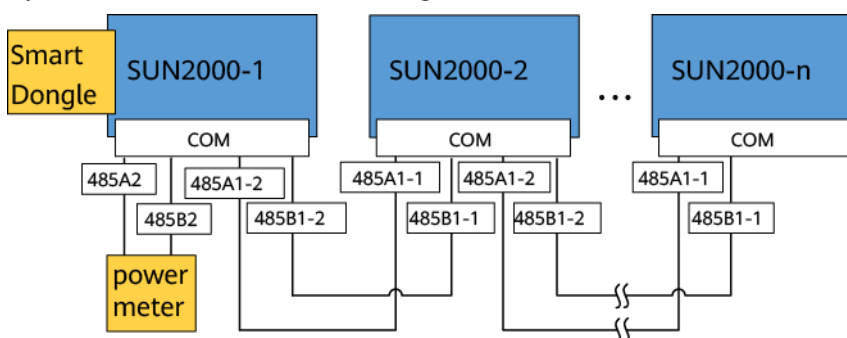 Smart
Dongle
SUN2000-1
SUN2000-2
...
SUN2000-n
COM
COM
COM
485A2
485A1-2
485A1-1
485A1-2
485A1-1
485B2
485B1-2
485B1-1
485B1-2
485B1-1
power
meter